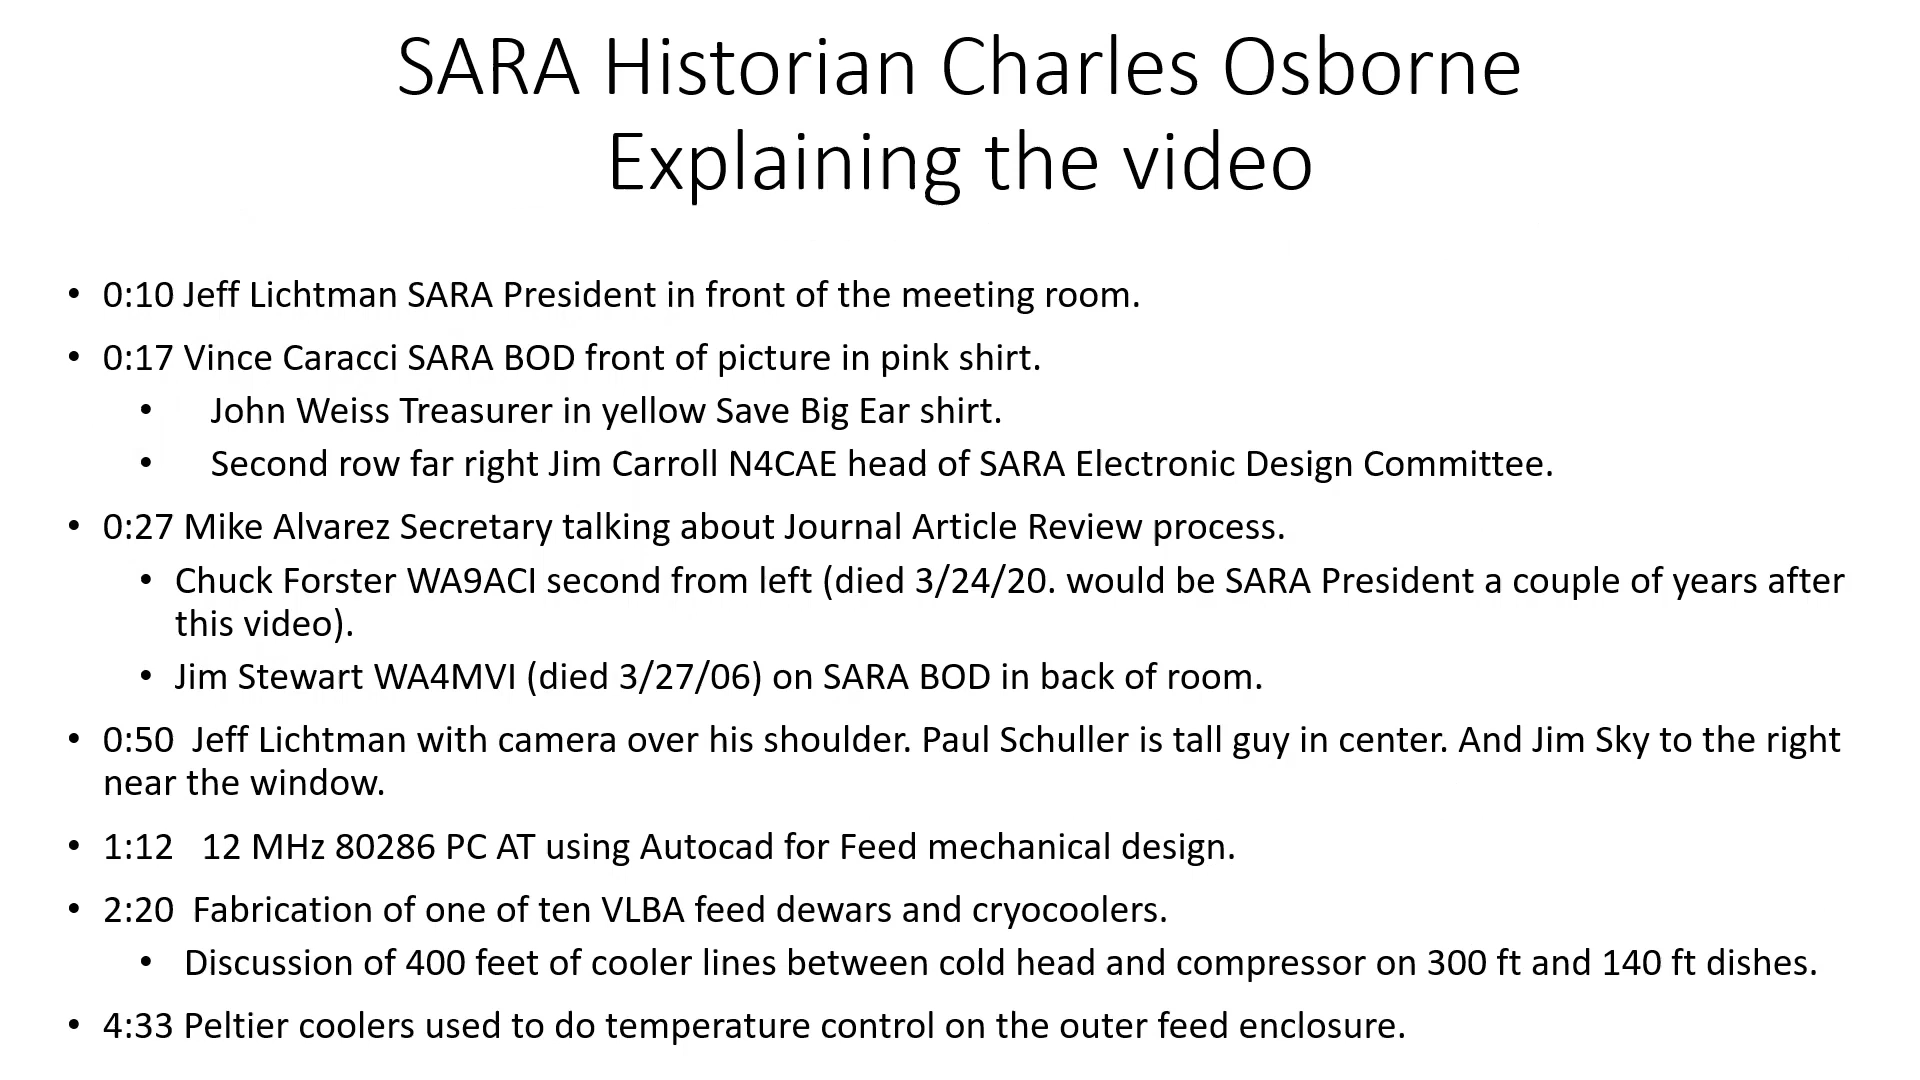 SARA Historian Charles Osborne
Explaining the video
• 0:10 Jeff Lichtman SARA President in front of the meeting room.
• 0:17 Vince Caracci SARA BOD front of picture in pink shirt.
• John Weiss Treasurer in yellow Save Big Ear shirt.
• Second row far right Jim Carroll N4CAE head of SARA Electronic Design Committee.
• 0:27 Mike Alvarez Secretary talking about Journal Article Review process.
• Chuck Forster WA9ACI second from left (died 3/24/20. would be SARA President a couple of years after
this video).
• Jim Stewart WA4MVI (died 3/27/06) on SARA BOD in back of room.
• 0:50 Jeff Lichtman with camera over his shoulder. Paul Schuller is tall guy in center. And Jim Sky to the right
near the window.
• 1:12 12 MHz 80286 PC AT using Autocad for Feed mechanical design.
• 2:20 Fabrication of one of ten VLBA feed dewars and cryocoolers.
• Discussion of 400 feet of cooler lines between cold head and compressor on 300 ft and 140 ft dishes.
• 4:33 Peltier coolers used to do temperature control on the outer feed enclosure.